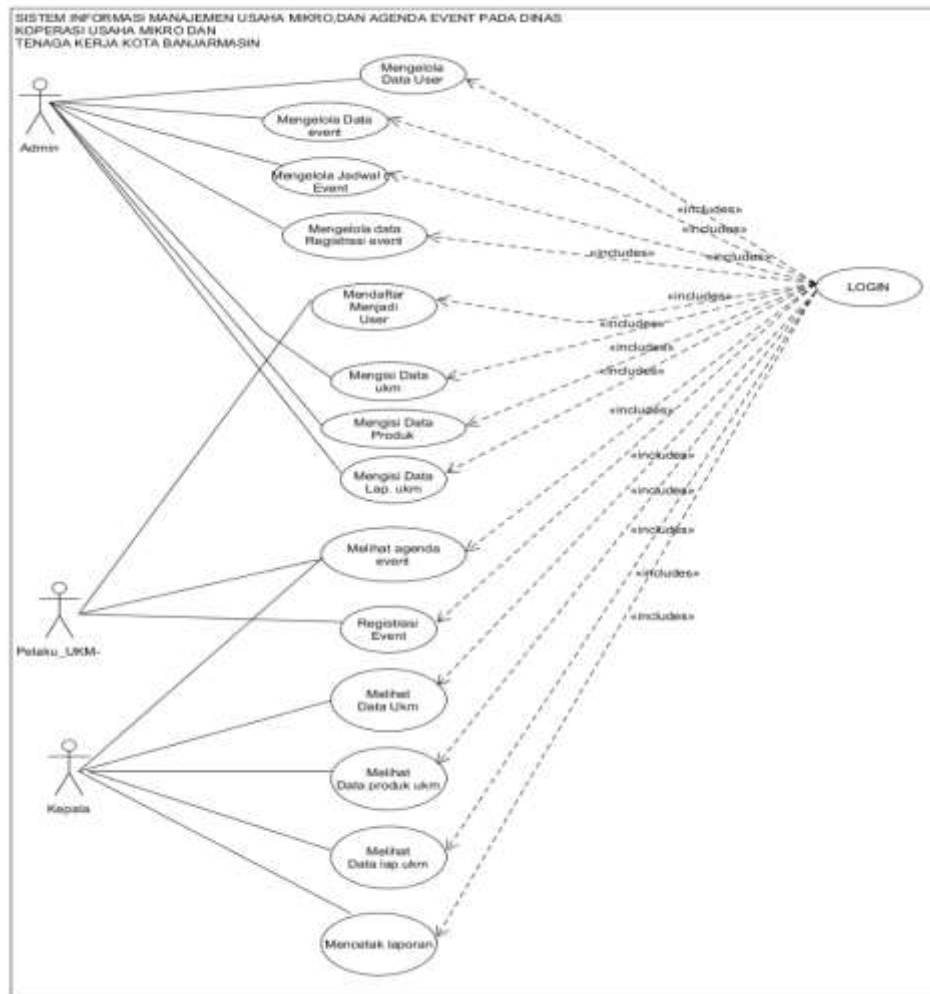 SISTEM INFORMASI MANAJEMEN USAHA MIKRO,DAN AGENDA EVENT PADA DINAS
KOPERASI USAHA MIKRO DAN
TENAGA KERJA KOTA BANJARMASIN
Mengelola
Data User
Admin
Mengelola Data
event
Mengelola Jadwal
Event
Mengelola data
Registrasi event
«includes»
«includes»
«includes»
«includes»
LOGIN
Mendaftar
Menjadi
User
«includes»
«includes»
«includes»
Mengisi Data
ukm
«includes»
Mengisi Data
Produk
«includes»
Mengisi Data
Lap. ukm
«includes»
«includes»
Melihat agenda
event
«includes»
«includes»
Pelaku_UKM-
Registrasi
Event
«includes»
Melihat
Data Ukm
Kepala
Melihat
Data produk ukm
Melihat
Data lap.ukm
Mencetak laporan